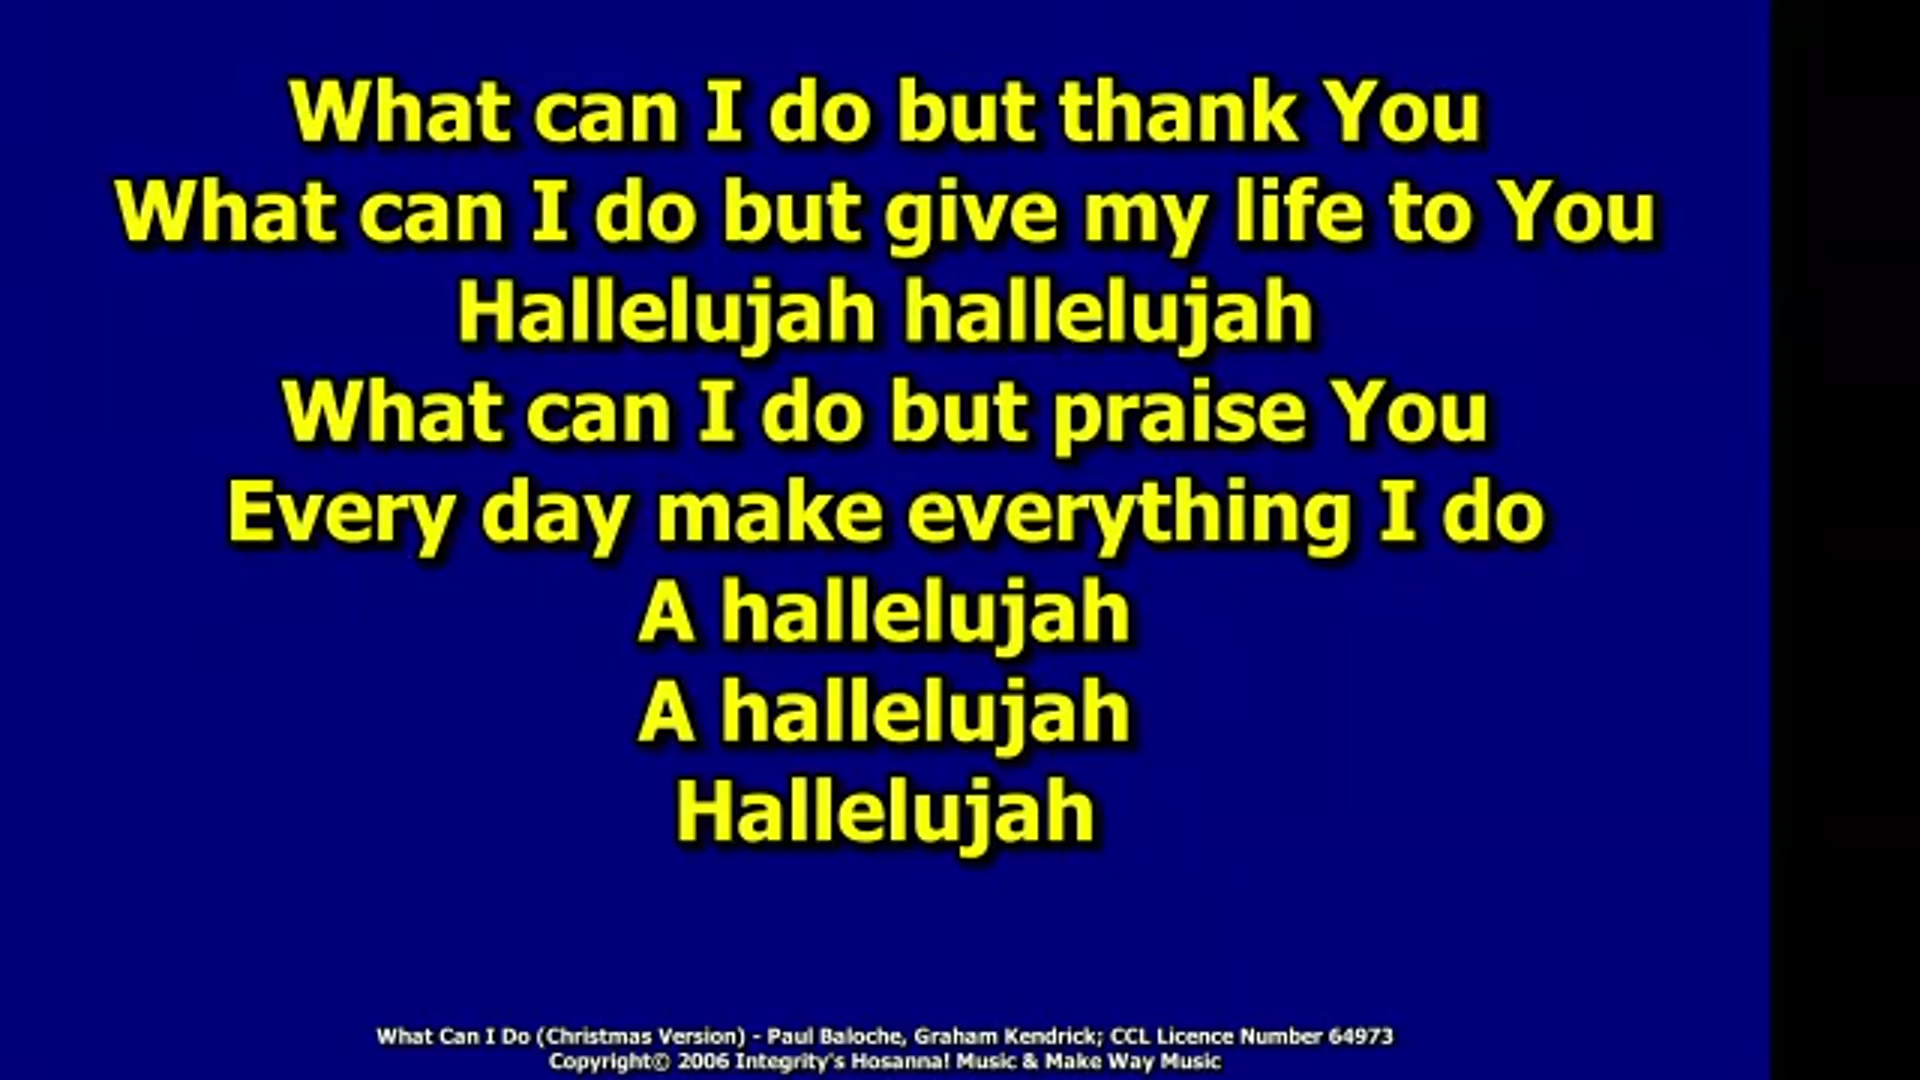 What can I do but thank You
What can I do but give my life to You
Hallelujah hallelujah
What can I do but praise You
Every day make everything I do
A hallelujah
A hallelujah
Hallelujah
What Can I Do (Christmas Version) - Paul Baloche, Graham Kendrick; CCL Licence Number 64973
Copyright© 2006 Integrity's Hosanna! Music & Make Way Music